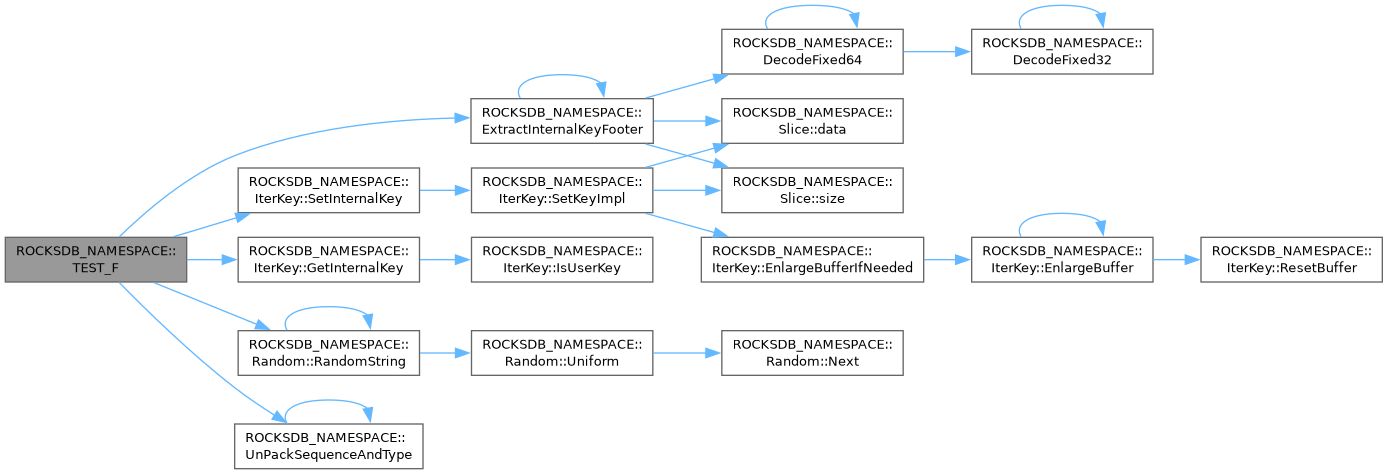 ROCKSDB_NAMESPACE::
TEST_F
ROCKSDB_NAMESPACE::
ExtractInternalKeyFooter
ROCKSDB_NAMESPACE::
DecodeFixed64
ROCKSDB_NAMESPACE::
DecodeFixed32
ROCKSDB_NAMESPACE::
Slice::data
ROCKSDB_NAMESPACE::
Slice::size
ROCKSDB_NAMESPACE::
IterKey::SetInternalKey
ROCKSDB_NAMESPACE::
IterKey::SetKeyImpl
ROCKSDB_NAMESPACE::
IterKey::EnlargeBufferIfNeeded
ROCKSDB_NAMESPACE::
IterKey::EnlargeBuffer
ROCKSDB_NAMESPACE::
IterKey::ResetBuffer
ROCKSDB_NAMESPACE::
IterKey::GetInternalKey
ROCKSDB_NAMESPACE::
IterKey::IsUserKey
ROCKSDB_NAMESPACE::
Random::RandomString
ROCKSDB_NAMESPACE::
Random::Uniform
ROCKSDB_NAMESPACE::
Random::Next
ROCKSDB_NAMESPACE::
UnPackSequenceAndType